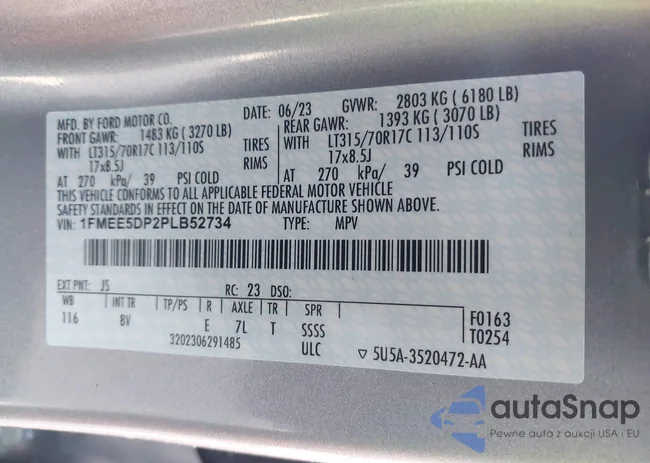 MFD. BY FORD MOTOR CO.
DATE: 06/23 GVWR: 2803 KG ( 6180 LB)
FRONT GAWR: 1483 KG ( 3270 LB)
REAR GAWR: 1393 KG ( 3070 LB)
WITH LT315/70R17C 113/110S TIRES
WITH LT315/70R17C 113/110S TIRES
17x8.5J RIMS
17x8.5J RIMS
AT 270 kPa/ 39 PSI COLD
AT 270 kPa/ 39 PSI COLD
THIS VEHICLE CONFORMS TO ALL APPLICABLE FEDERAL MOTOR VEHICLE
SAFETY STANDARDS IN EFFECT ON THE DATE OF MANUFACTURE SHOWN ABOVE.
VIN: 1FMEE5DP2PLB52734 TYPE: MPV
EXT PNT: JS RC: 23 DSO:
WB INT TR TP/PS R AXLE TR SPR
116 BV E 7L T SSSS
F0163
T0254
3202306291485 ULC
▽ 5U5A-3520472-AA
autoSnap
Pewne auta z aukcji USA i EU